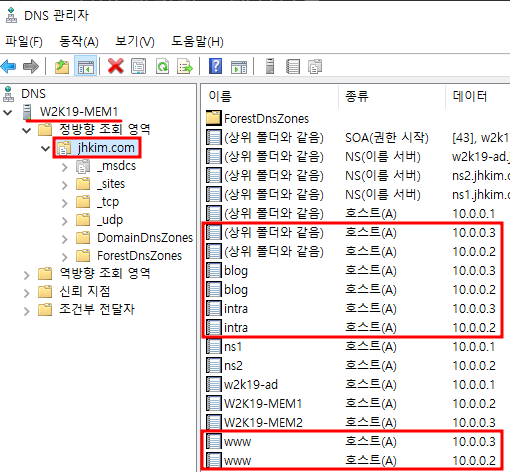 DNS 관리자
파일(F) 동작(A) 보기(V) 도움말(H)
DNS
W2K19-MEM1
정방향 조회 영역
jhkim.com
_msdcs
_sites
_tcp
_udp
DomainDnsZones
ForestDnsZones
역방향 조회 영역
신뢰 지점
조건부 전달자
이름 종류 데이터
ForestDnsZones
(상위 폴더와 같음) SOA(권한 시작) [43], w2k1
(상위 폴더와 같음) NS(이름 서버) w2k19-ad.j
(상위 폴더와 같음) NS(이름 서버) ns2.jhkim.c
(상위 폴더와 같음) NS(이름 서버) ns1.jhkim.c
(상위 폴더와 같음) 호스트(A) 10.0.0.1
(상위 폴더와 같음) 호스트(A) 10.0.0.3
(상위 폴더와 같음) 호스트(A) 10.0.0.2
blog 호스트(A) 10.0.0.3
blog 호스트(A) 10.0.0.2
intra 호스트(A) 10.0.0.3
intra 호스트(A) 10.0.0.2
ns1 호스트(A) 10.0.0.1
ns2 호스트(A) 10.0.0.2
w2k19-ad 호스트(A) 10.0.0.1
W2K19-MEM1 호스트(A) 10.0.0.2
W2K19-MEM2 호스트(A) 10.0.0.3
www 호스트(A) 10.0.0.3
www 호스트(A) 10.0.0.2